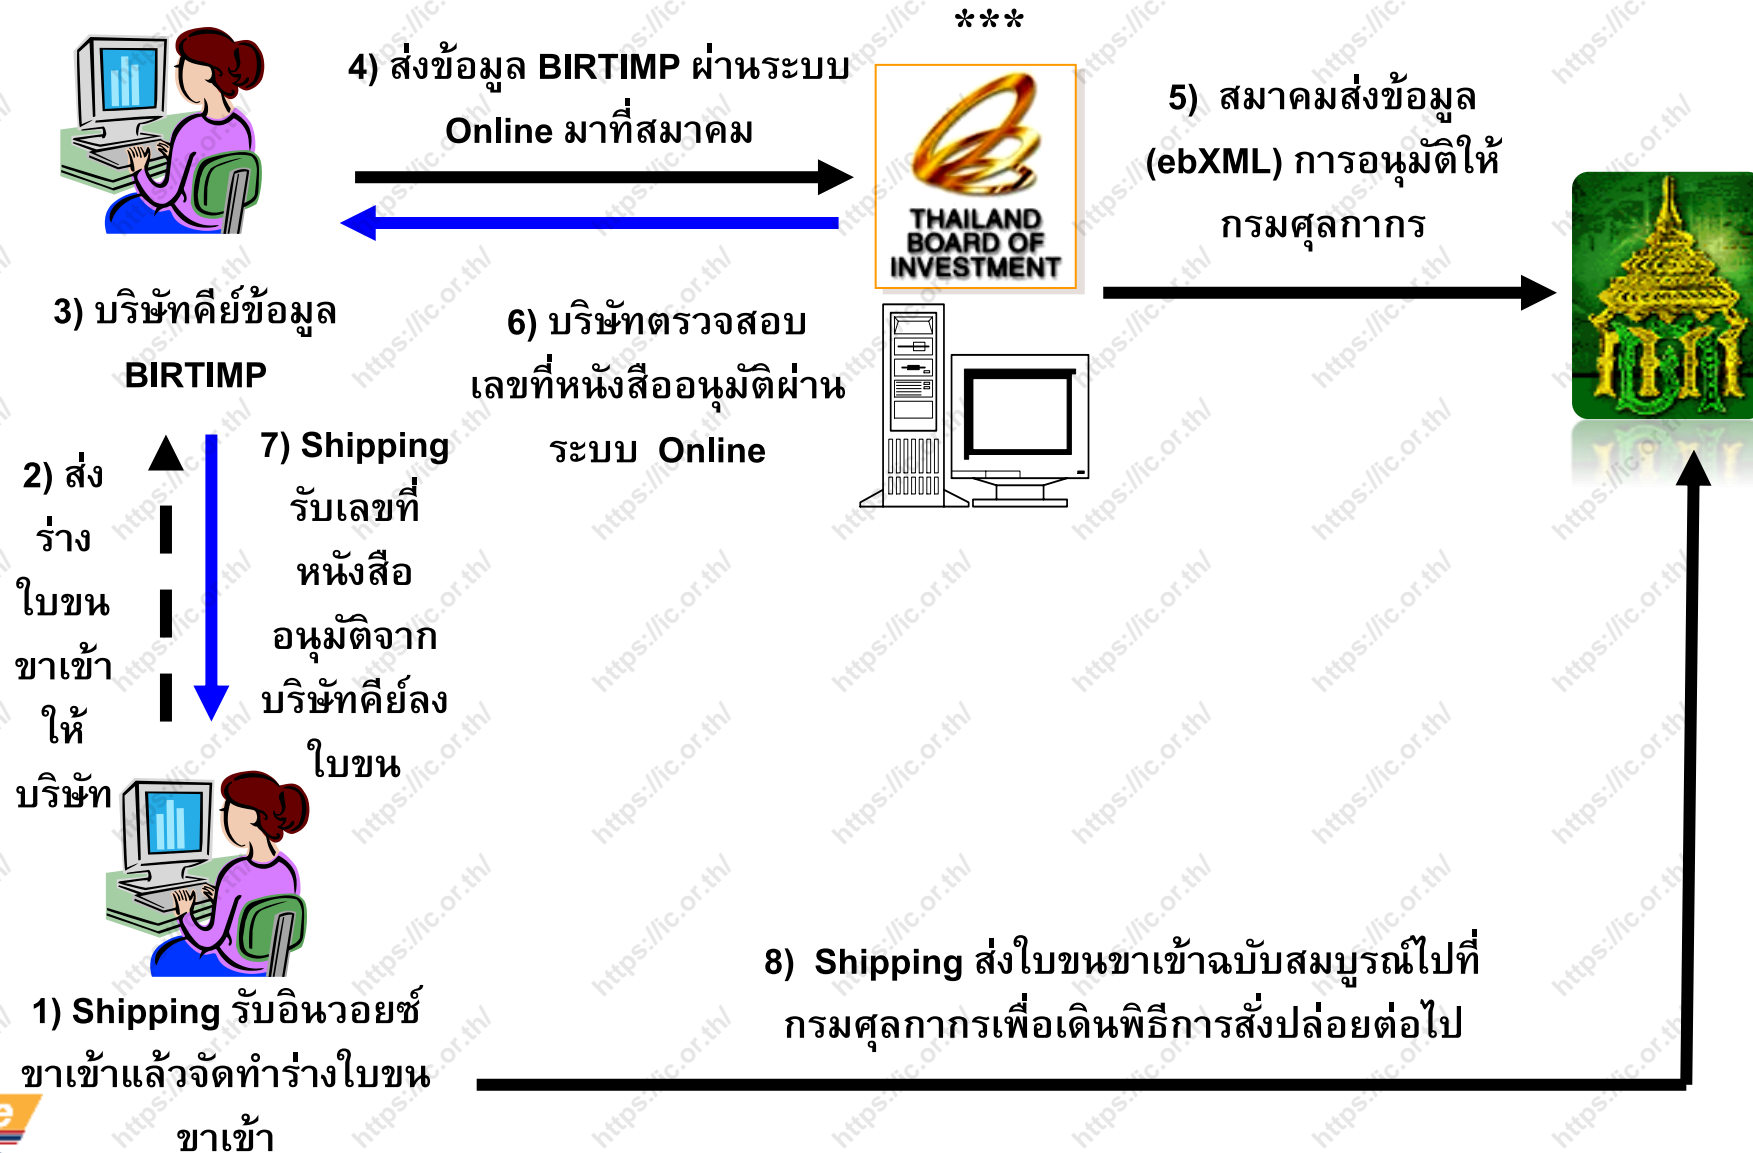 ***
4) ส่งข้อมูล BIRTIMP ผ่านระบบ
Online มาที่สมาคม
THAILAND
BOARD OF
INVESTMENT
5) สมาคมส่งข้อมูล
(ebXML) การอนุมัติให้
กรมศุลกากร
3) บริษัทคีย์ข้อมูล
BIRTIMP
6) บริษัทตรวจสอบ
เลขที่หนังสืออนุมัติผ่าน
ระบบ Online
2) ส่ง
ร่าง
ใบขน
ขาเข้า
ให้
บริษัท
7) Shipping
รับเลขที่
หนังสือ
อนุมัติจาก
บริษัทคีย์ลง
ใบขน
1) Shipping รับอินวอยซ์
ขาเข้าแล้วจัดทำร่างใบขน
ขาเข้า
8) Shipping ส่งใบขนขาเข้าฉบับสมบูรณ์ไปที่
กรมศุลกากรเพื่อเดินพิธีการสั่งปล่อยต่อไป
https://ic.or.th/